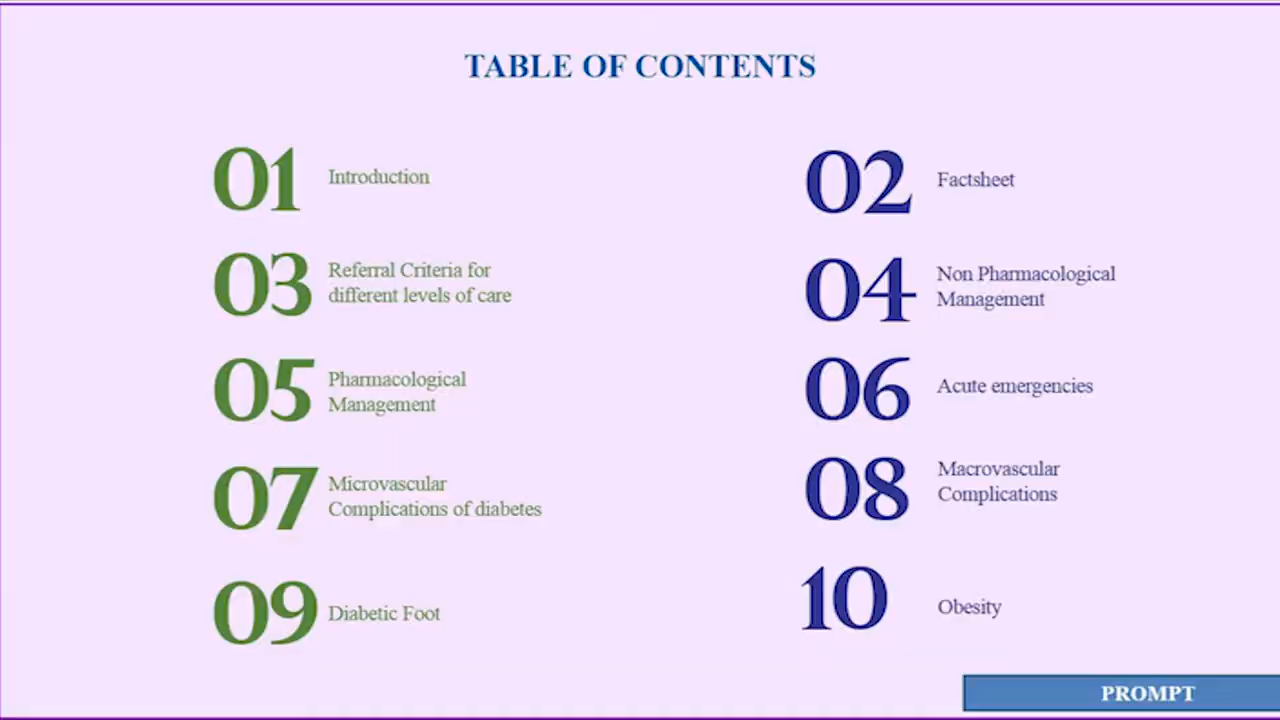 TABLE OF CONTENTS
01 Introduction
02 Factsheet
03 Referral Criteria for
different levels of care
04 Non Pharmacological
Management
05 Pharmacological
Management
06 Acute emergencies
07 Microvascular
Complications of diabetes
08 Macrovascular
Complications
09 Diabetic Foot
10 Obesity
PROMPT